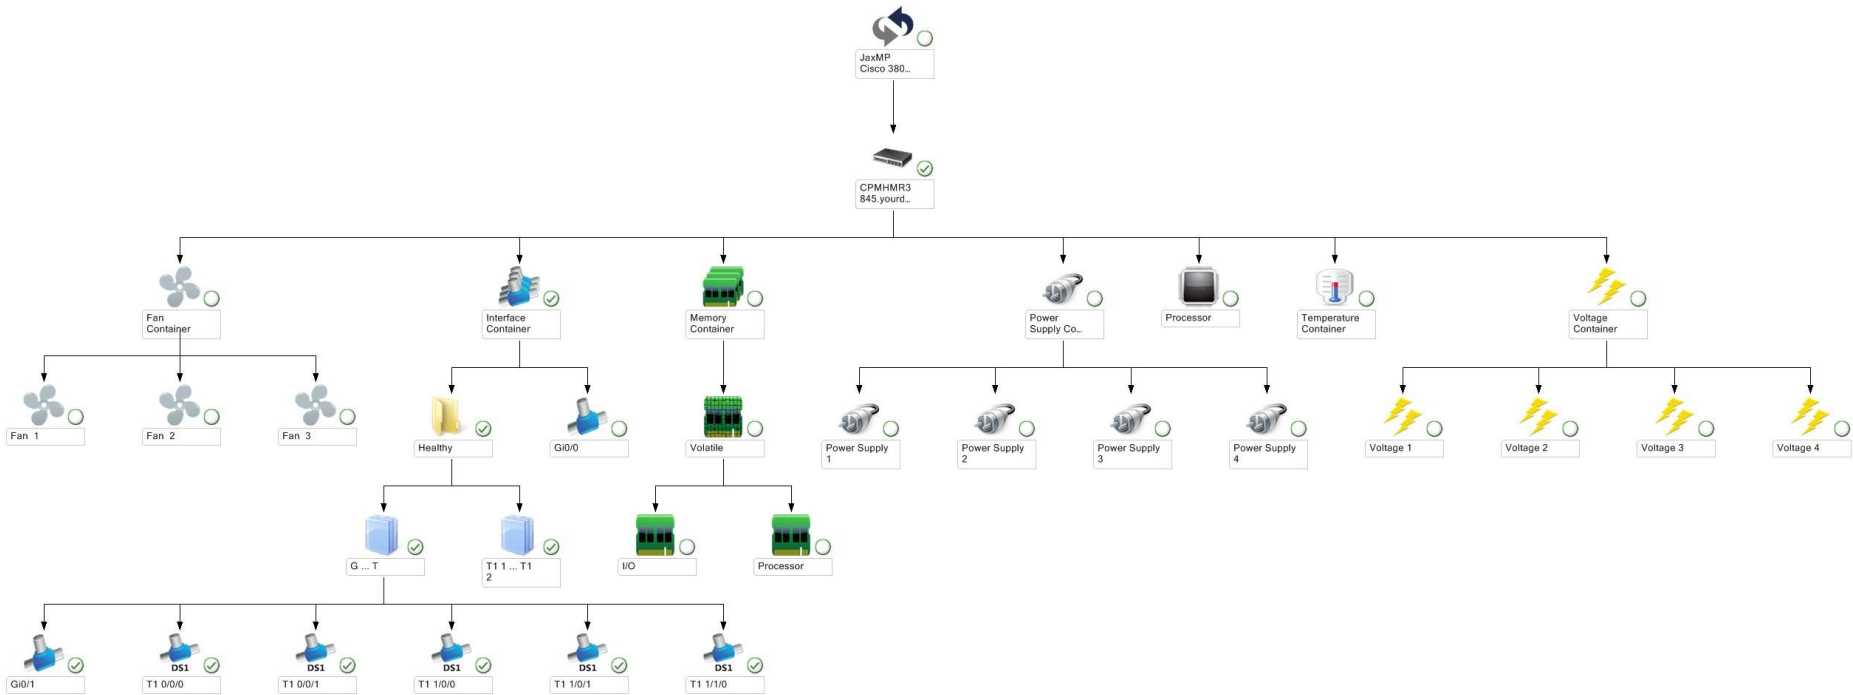 JaxMP
Cisco 380...
CPMHMR3
845.yourd...
Fan
Container
Interface
Container
Memory
Container
Power
Supply Co...
Processor
Temperature
Container
Voltage
Container
Fan 1
Fan 2
Fan 3
Healthy
Gi0/0
Volatile
Power Supply
1
Power Supply
2
Power Supply
3
Power Supply
4
Voltage 1
Voltage 2
Voltage 3
Voltage 4
G ... T
T1 1 ... T1
2
I/O
Processor
Gi0/1
DS1
T1 0/0/0
DS1
T1 0/0/1
DS1
T1 1/0/0
DS1
T1 1/0/1
DS1
T1 1/1/0